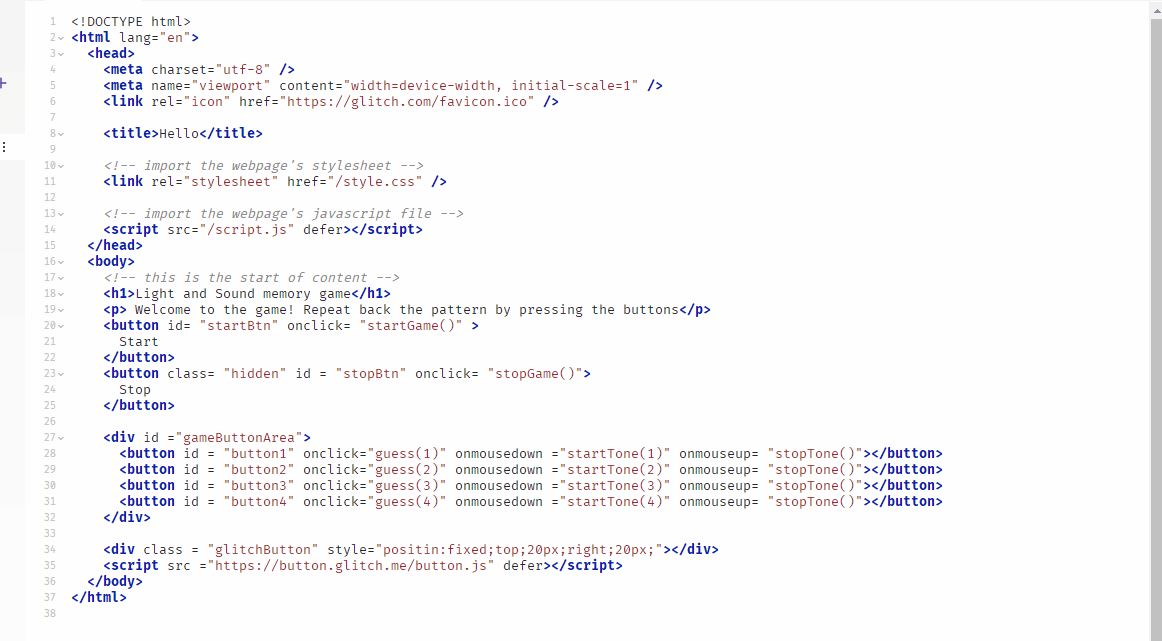 1 <!DOCTYPE html>
2 <html lang="en">
3 <head>
4 <meta charset="utf-8" />
5 <meta name="viewport" content="width=device-width, initial-scale=1" />
6 <link rel="icon" href="https://glitch.com/favicon.ico" />
7
8 <title>Hello</title>
9
10 <!-- import the webpage's stylesheet -->
11 <link rel="stylesheet" href="/style.css" />
12
13 <!-- import the webpage's javascript file -->
14 <script src="/script.js" defer></script>
15 </head>
16 <body>
17 <!-- this is the start of content -->
18 <h1>Light and Sound memory game</h1>
19 <p> Welcome to the game! Repeat back the pattern by pressing the buttons</p>
20 <button id= "startBtn" onclick= "startGame()" >
21 Start
22 </button>
23 <button class= "hidden" id = "stopBtn" onclick= "stopGame()">
24 Stop
25 </button>
26
27 <div id ="gameButtonArea">
28 <button id = "button1" onclick="guess(1)" onmousedown ="startTone(1)" onmouseup= "stopTone()"></button>
29 <button id = "button2" onclick="guess(2)" onmousedown ="startTone(2)" onmouseup= "stopTone()"></button>
30 <button id = "button3" onclick="guess(3)" onmousedown ="startTone(3)" onmouseup= "stopTone()"></button>
31 <button id = "button4" onclick="guess(4)" onmousedown ="startTone(4)" onmouseup= "stopTone()"></button>
32 </div>
33
34 <div class = "glitchButton" style="positin:fixed;top;20px;right;20px;"></div>
35 <script src ="https://button.glitch.me/button.js" defer></script>
36 </body>
37 </html>
38